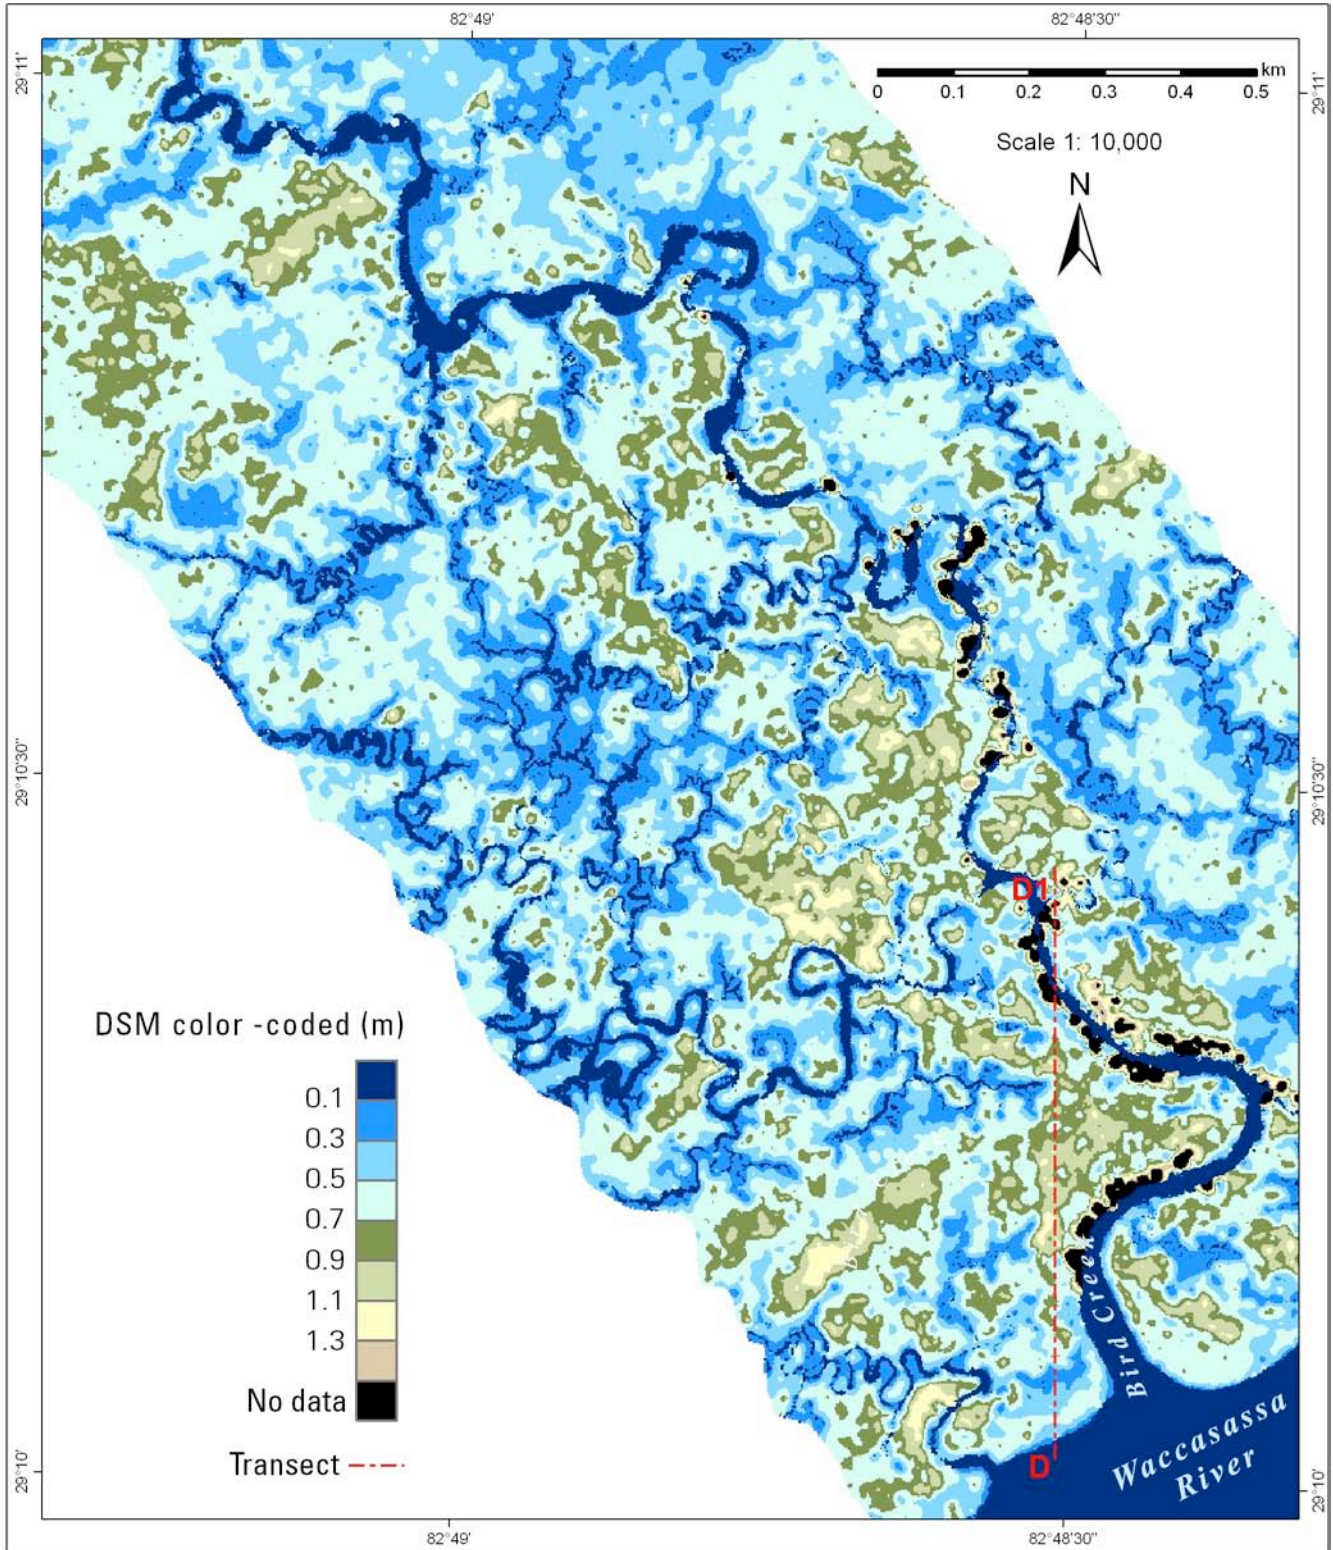 82°49'
82°48'30"
29°11'
29°11'
km
0 0.1 0.2 0.3 0.4 0.5
Scale 1: 10,000
N
29°10'30"
29°10'30"
D1
DSM color -coded (m)
0.1
0.3
0.5
0.7
0.9
1.1
1.3
No data
Transect
Bird Creek
D
Waccasassa
River
29°10'
29°10'
82°49'
82°48'30"